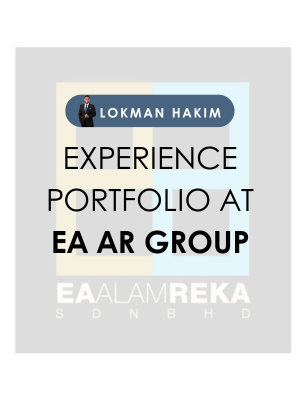 LOKMAN HAKIM
EXPERIENCE
PORTFOLIO AT
EA AR GROUP
EAALAMREKA
SDNBHD